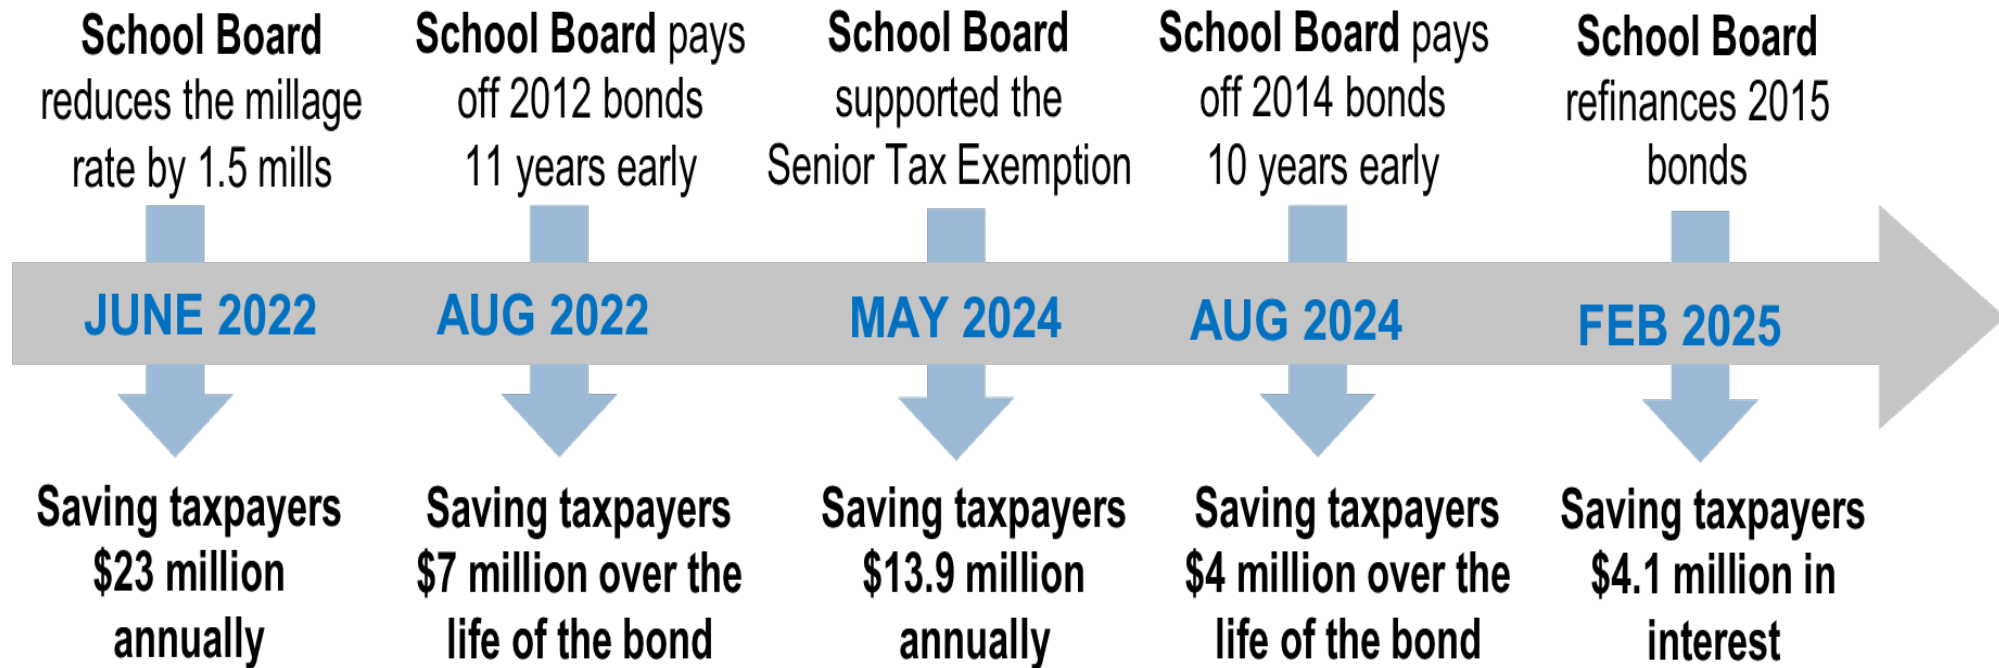 School Board
reduces the millage
rate by 1.5 mills
School Board pays
off 2012 bonds
11 years early
School Board
supported the
Senior Tax Exemption
School Board pays
off 2014 bonds
10 years early
School Board
refinances 2015
bonds
JUNE 2022
AUG 2022
MAY 2024
AUG 2024
FEB 2025
Saving taxpayers
$23 million
annually
Saving taxpayers
$7 million over the
life of the bond
Saving taxpayers
$13.9 million
annually
Saving taxpayers
$4 million over the
life of the bond
Saving taxpayers
$4.1 million in
interest